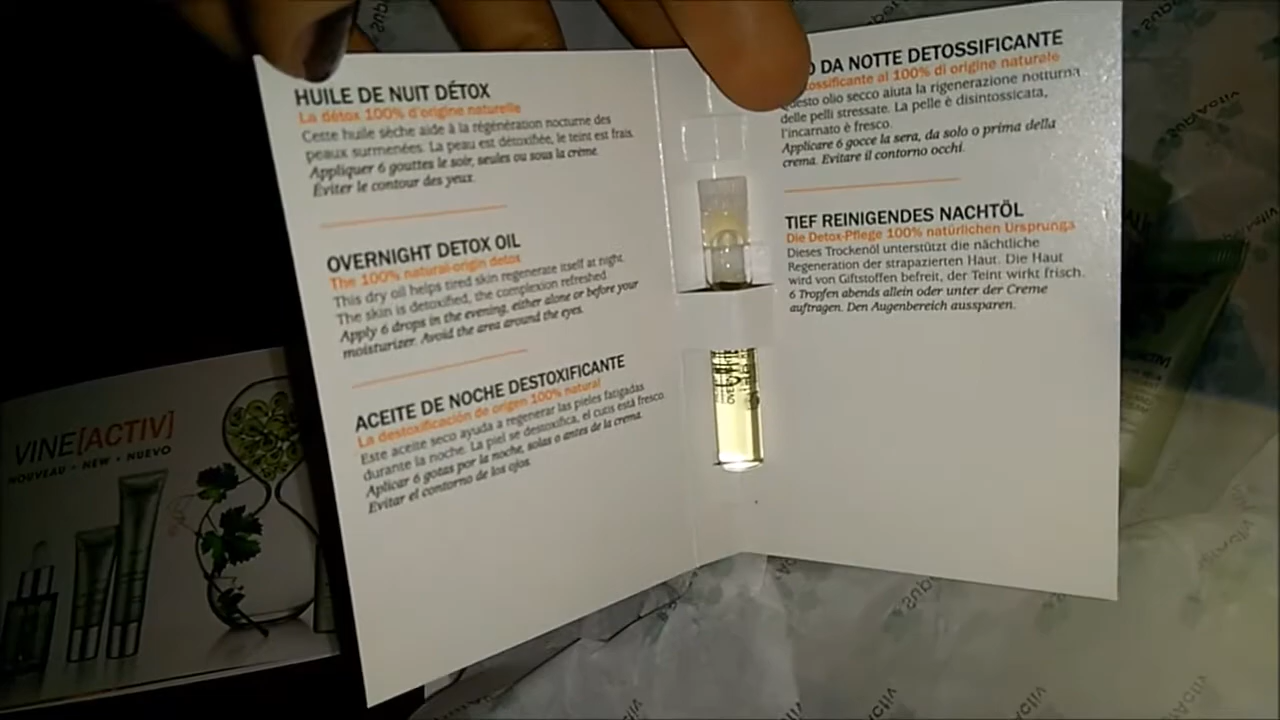 HUILE DE NUIT DÉTOX
La détox 100% d'origine naturelle
Cette huile sèche aide à la régénération nocturne des
peaux surmenées. La peau est détoxifiée, le teint est frais.
Appliquer 6 gouttes le soir, seules ou sous la crème.
Éviter le contour des yeux.
OVERNIGHT DETOX OIL
The 100% natural-origin detox
This dry oil helps tired skin regenerate itself at night.
The skin is detoxified, the complexion refreshed.
Apply 6 drops in the evening, either alone or before your
moisturizer. Avoid the area around the eyes.
ACEITE DE NOCHE DESTOXIFICANTE
La destoxificación de origen 100% natural
Este aceite seco ayuda a regenerar las pieles fatigadas
durante la noche. La piel se destoxifica, el cutis está fresco.
Aplicar 6 gotas por la noche, solas o antes de la crema.
Evitar el contorno de los ojos.
DA NOTTE DETOSSIFICANTE
al 100% di origine naturale
Questo olio secco aiuta la rigenerazione notturna
delle pelli stressate. La pelle è disintossicata,
l'incarnato è fresco.
Applicare 6 gocce la sera, da solo o prima della
crema. Evitare il contorno occhi.
TIEF REINIGENDES NACHTÖL
Die Detox-Pflege 100% natürlichen Ursprungs
Dieses Trockenöl unterstützt die nächtliche
Regeneration der strapazierten Haut. Die Haut
wird von Giftstoffen befreit, der Teint wirkt frisch.
6 Tropfen abends allein oder unter der Creme
auftragen. Den Augenbereich aussparen.
VINE[ACTIV]
NOUVEAU • NEW • NUEVO